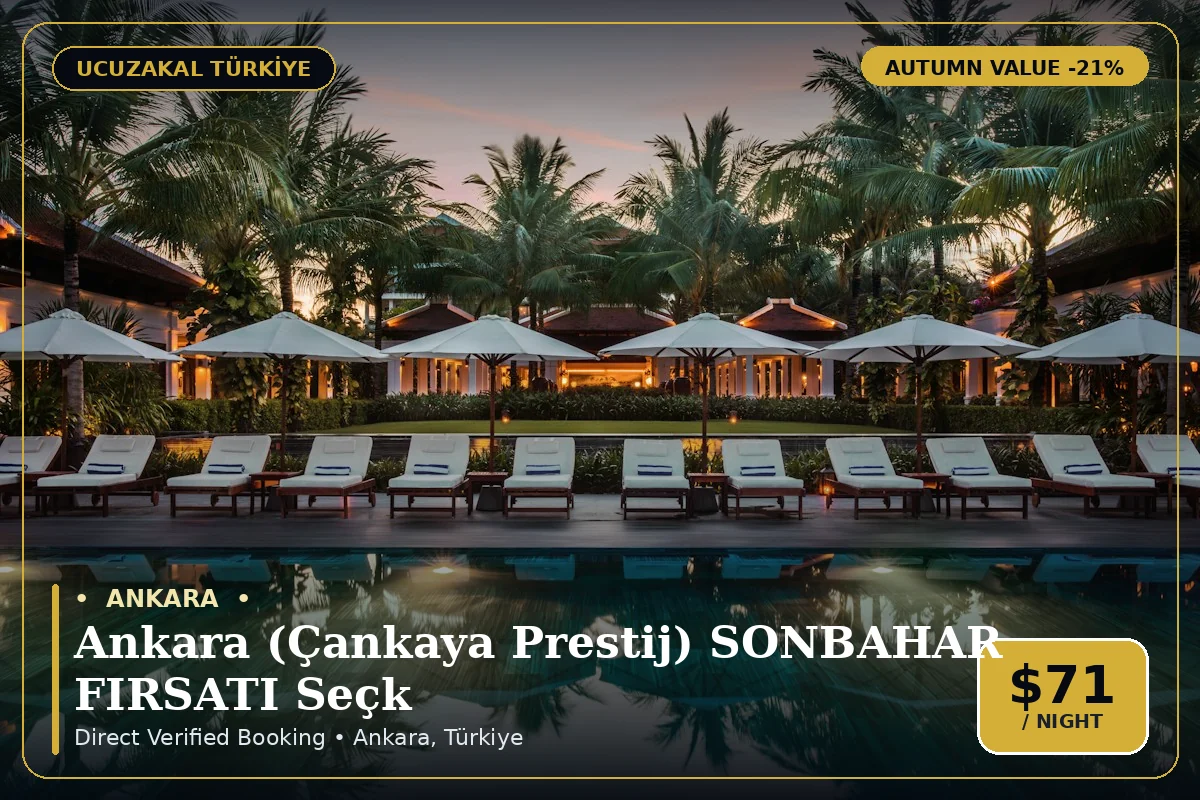 UCUZAKAL TÜRKİYE
AUTUMN VALUE -21%
• ANKARA •
Ankara (Çankaya Prestij) SONBAHAR
FIRSATI Seçk
Direct Verified Booking • Ankara, Türkiye
$71
/ NIGHT